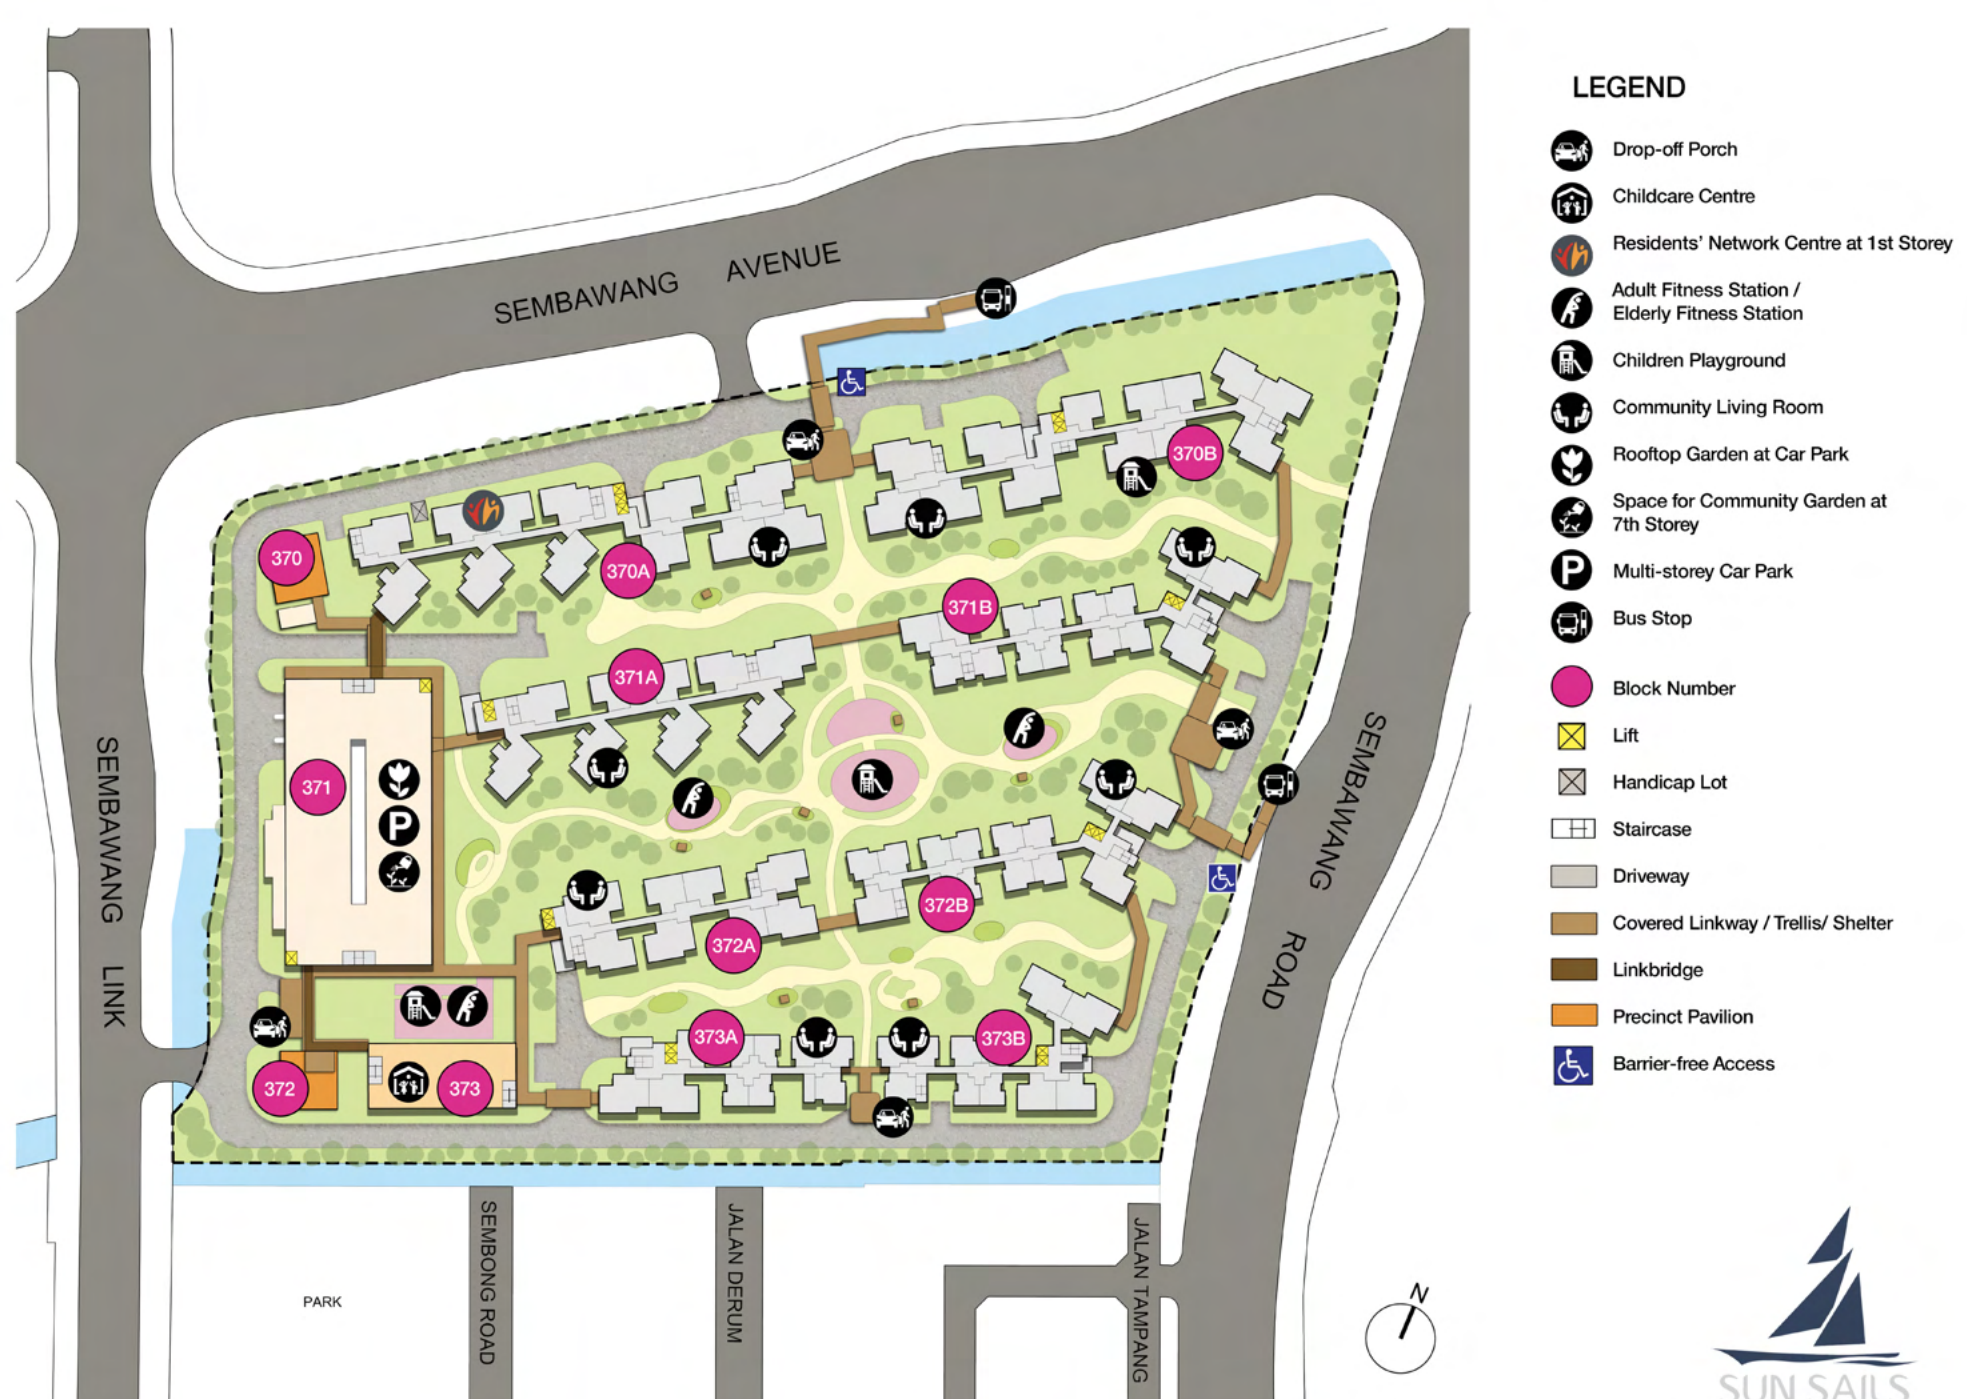 LEGEND
Drop-off Porch
Childcare Centre
Residents' Network Centre at 1st Storey
Adult Fitness Station /
Elderly Fitness Station
Children Playground
Community Living Room
Rooftop Garden at Car Park
Space for Community Garden at
7th Storey
P
Multi-storey Car Park
Bus Stop
Block Number
Lift
Handicap Lot
Staircase
Driveway
Covered Linkway / Trellis/ Shelter
Linkbridge
Precinct Pavilion
Barrier-free Access
SEMBAWANG AVENUE
370B
370
370A
371B
371A
371
P
372B
372A
373A
373B
372
373
SEMBAWANG LINK
SEMBAWANG ROAD
PARK
SEMBONG ROAD
JALAN DERUM
JALAN TAMPANG
N
SUN SAILS